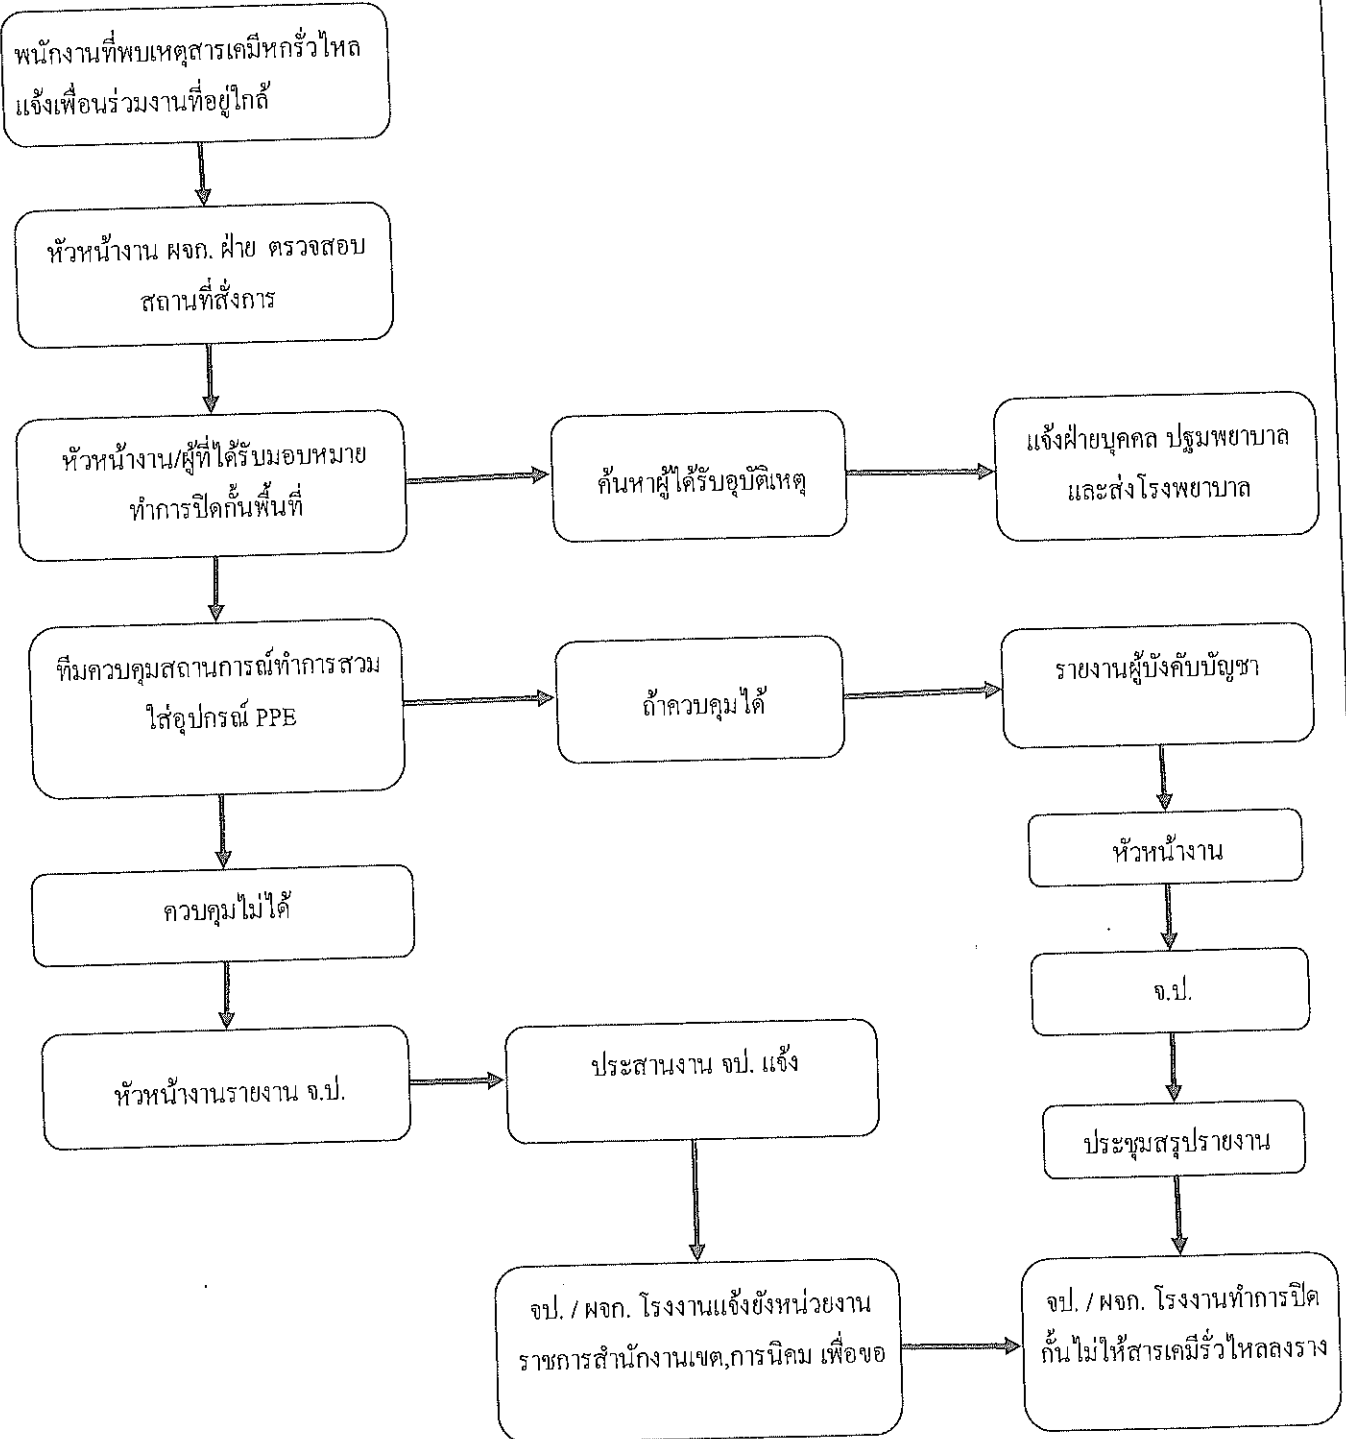 พนักงานที่พบเหตุสารเคมีหกรั่วไหล
แจ้งเพื่อนร่วมงานที่อยู่ใกล้
หัวหน้างาน ผจก. ฝ่าย ตรวจสอบ
สถานที่สั่งการ
หัวหน้างาน/ผู้ที่ได้รับมอบหมาย
ทำการปิดกั้นพื้นที่
ค้นหาผู้ได้รับอุบัติเหตุ
แจ้งฝ่ายบุคคล ปฐมพยาบาล
และส่งโรงพยาบาล
ทีมควบคุมสถานการณ์ทำการสวม
ใส่อุปกรณ์ PPE
ถ้าควบคุมได้
รายงานผู้บังคับบัญชา
หัวหน้างาน
จ.ป.
ประชุมสรุปรายงาน
ควบคุมไม่ได้
หัวหน้างานรายงาน จ.ป.
ประสานงาน จป. แจ้ง
จป. / ผจก. โรงงานแจ้งยังหน่วยงาน
ราชการสำนักงานเขต,การนิคม เพื่อขอ
จป. / ผจก. โรงงานทำการปิด
กั้นไม่ให้สารเคมีรั่วไหลลงราง